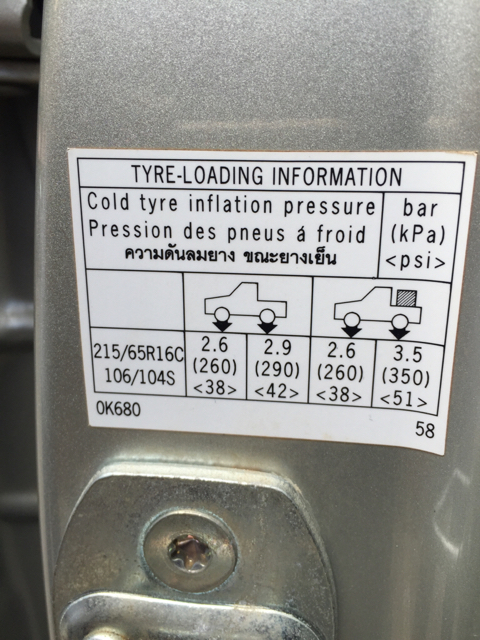 TYRE-LOADING INFORMATION
Cold tyre inflation pressure
Pression des pneus á froid
ความดันลมยาง ขณะยางเย็น
bar
(kPa)
<psi>
215/65R16C
106/104S
2.6 2.9 2.6 3.5
(260) (290) (260) (350)
<38> <42> <38> <51>
0K680 58